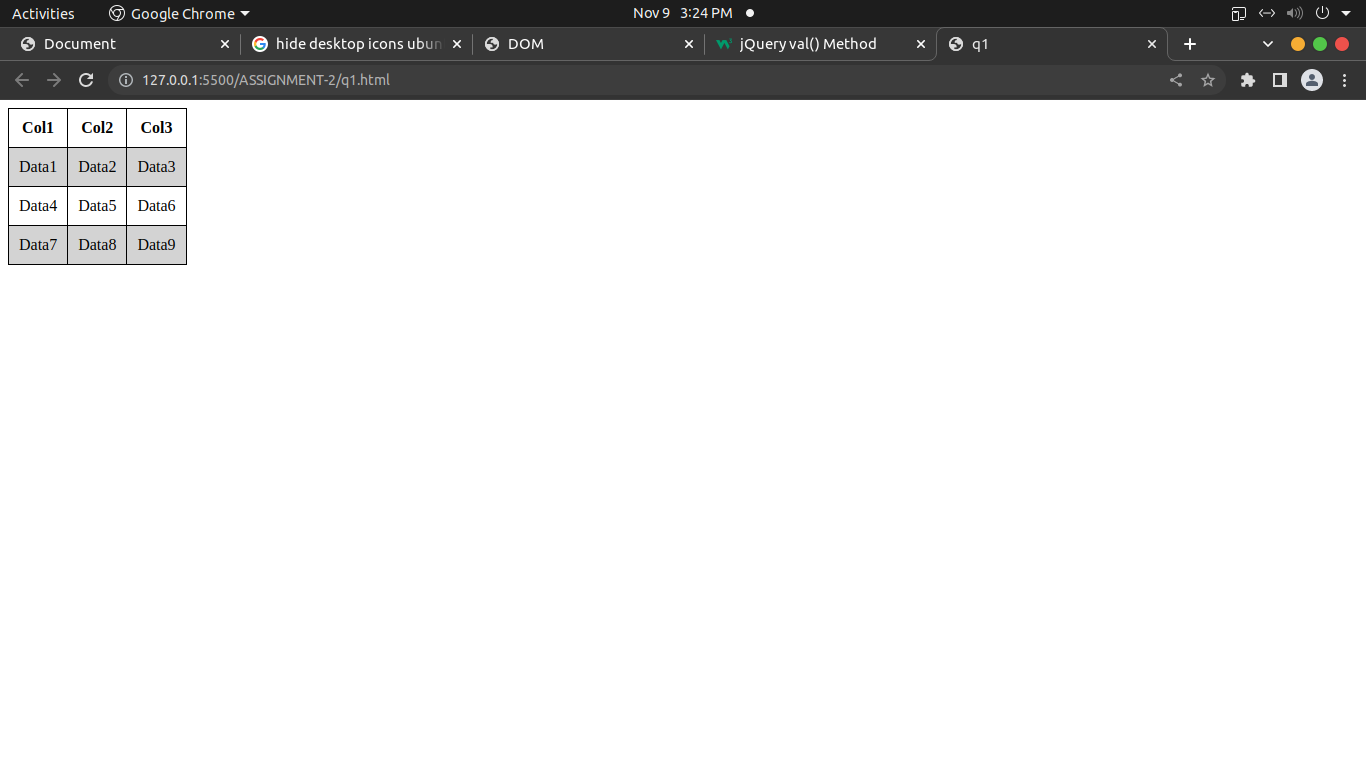 Activities Google Chrome Nov 9 3:24 PM
Document hide desktop icons ubun DOM jQuery val() Method q1
127.0.0.1:5500/ASSIGNMENT-2/q1.html
Col1 Col2 Col3
Data1 Data2 Data3
Data4 Data5 Data6
Data7 Data8 Data9